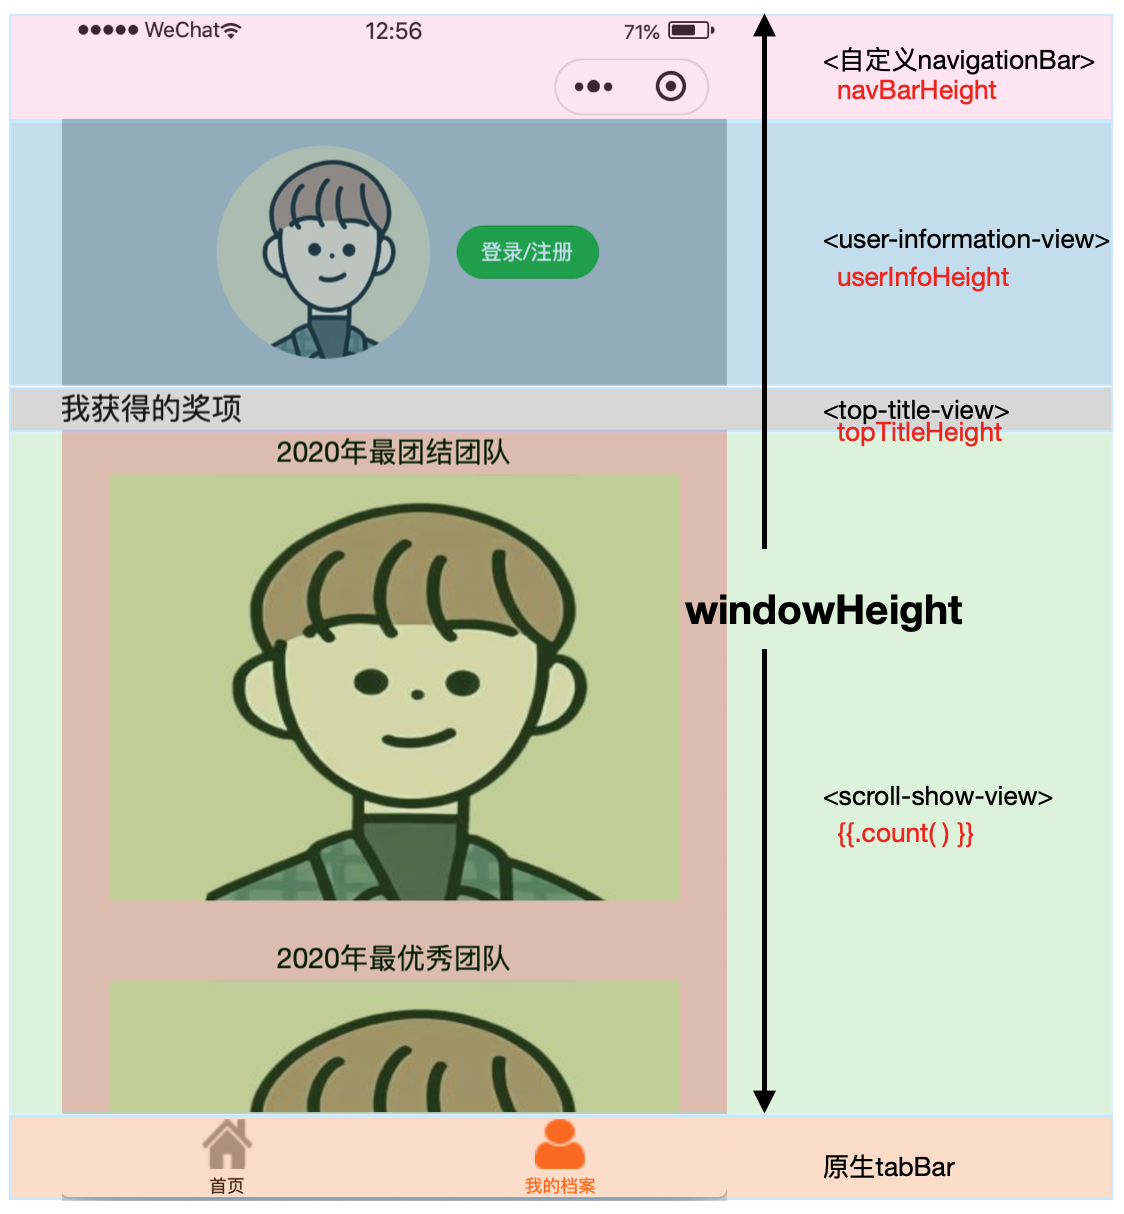 ●●●●● WeChat 12:56 71%
<自定义navigationBar>
navBarHeight
<user-information-view>
登录/注册
userInfoHeight
我获得的奖项
<top-title-view>
topTitleHeight
2020年最团结团队
windowHeight
<scroll-show-view>
{{.count( ) }}
2020年最优秀团队
原生tabBar
首页
我的档案